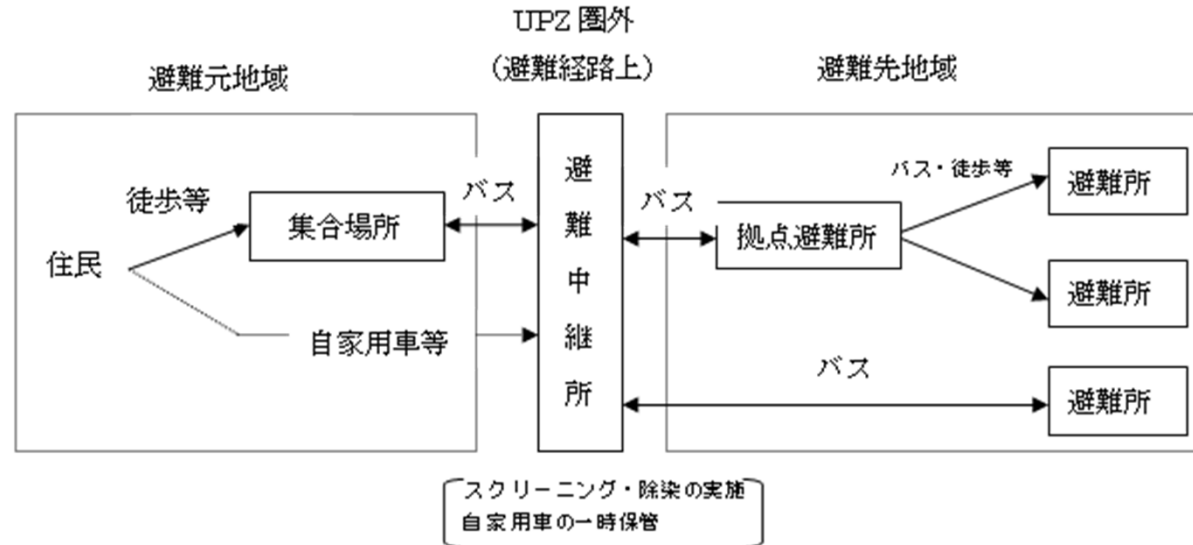 UPZ 圏外
(避難経路上)
避難元地域
避難先地域
住民
徒歩等
集合場所
自家用車等
バス
避難中継所
バス
拠点避難所
バス・徒歩等
避難所
避難所
バス
避難所
スクリーニング・除染の実施
自家用車の一時保管